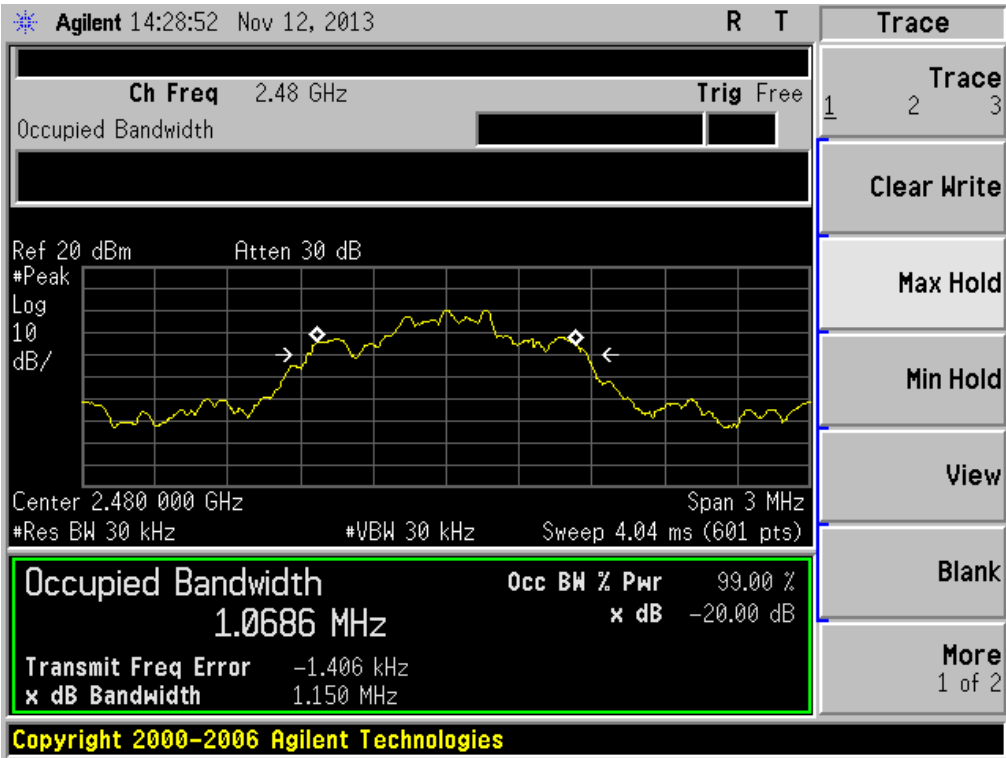 Agilent 14:28:52 Nov 12, 2013 R T
Trace
Ch Freq 2.48 GHz Trig Free
Occupied Bandwidth
Ref 20 dBm Atten 30 dB
#Peak
Log
10
dB/
Center 2.480 000 GHz Span 3 MHz
#Res BW 30 kHz #VBW 30 kHz Sweep 4.04 ms (601 pts)
Occupied Bandwidth
1.0686 MHz
Occ BW % Pwr 99.00 %
x dB -20.00 dB
Transmit Freq Error -1.406 kHz
x dB Bandwidth 1.150 MHz
Copyright 2000-2006 Agilent Technologies
Trace
1 2 3
Clear Write
Max Hold
Min Hold
View
Blank
More
1 of 2